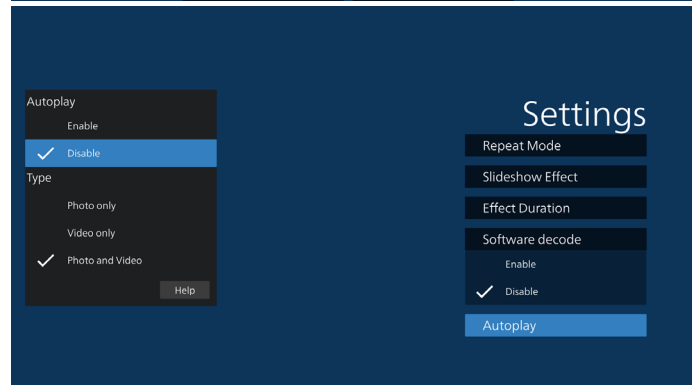 Autoplay
Enable
Disable
Type
Photo only
Video only
Photo and Video
Help
Settings
Repeat Mode
Slideshow Effect
Effect Duration
Software decode
Enable
Disable
Autoplay